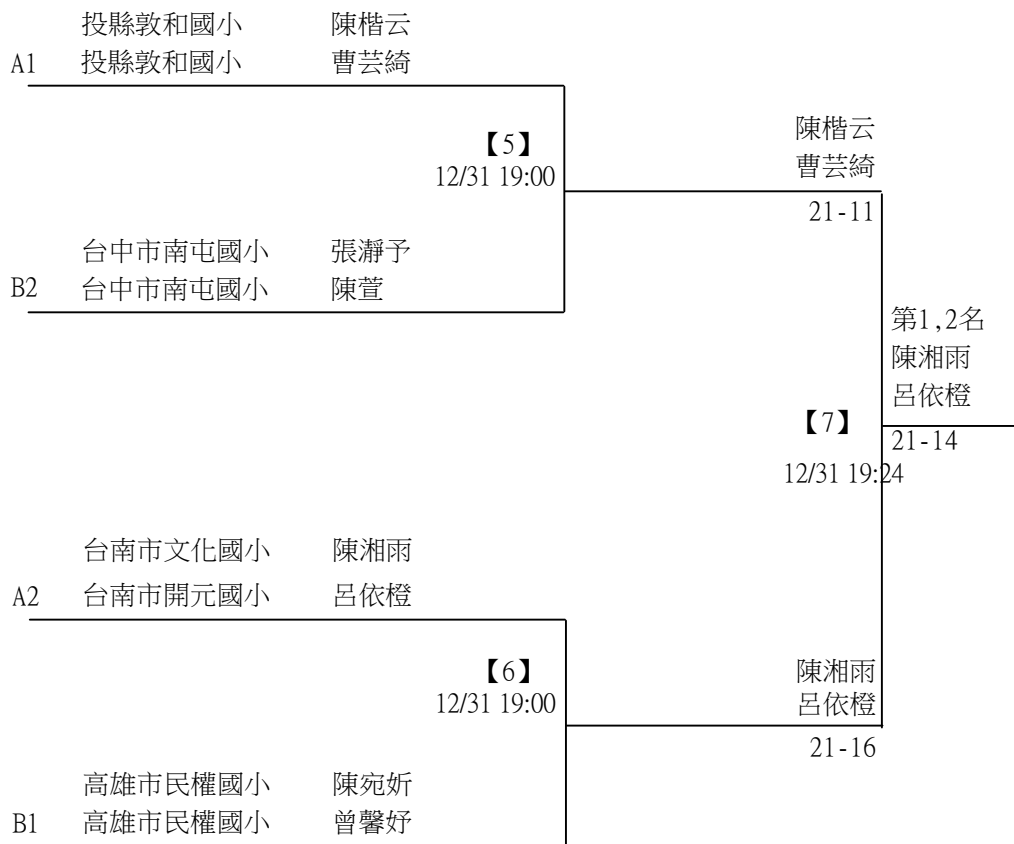 投縣敦和國小 陳楷云
A1 投縣敦和國小 曹芸綺
【5】
12/31 19:00
陳楷云
曹芸綺
21-11
台中市南屯國小 張瀞予
B2 台中市南屯國小 陳萱
第1,2名
陳湘雨
呂依橙
【7】
21-14
12/31 19:24
台南市文化國小 陳湘雨
A2 台南市開元國小 呂依橙
【6】
12/31 19:00
陳湘雨
呂依橙
21-16
高雄市民權國小 陳宛妡
B1 高雄市民權國小 曾馨妤